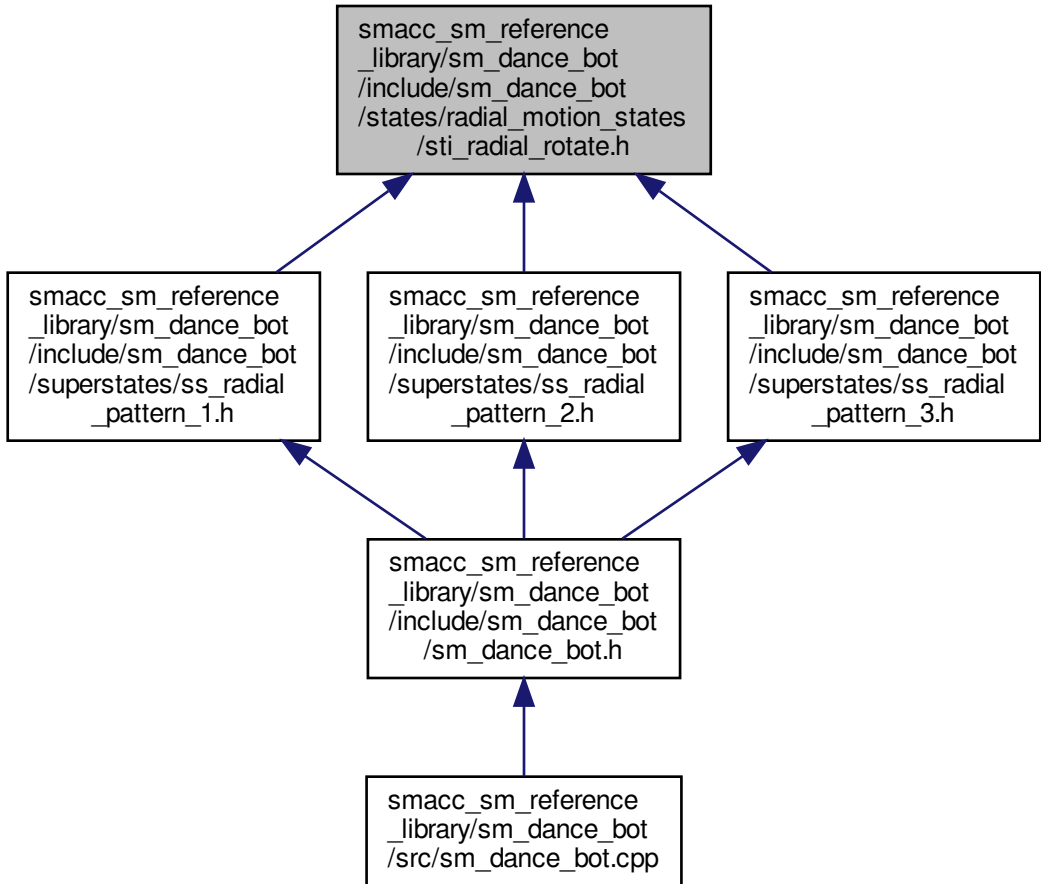 smacc_sm_reference
_library/sm_dance_bot
/include/sm_dance_bot
/states/radial_motion_states
/sti_radial_rotate.h
smacc_sm_reference
_library/sm_dance_bot
/include/sm_dance_bot
/superstates/ss_radial
_pattern_1.h
smacc_sm_reference
_library/sm_dance_bot
/include/sm_dance_bot
/superstates/ss_radial
_pattern_2.h
smacc_sm_reference
_library/sm_dance_bot
/include/sm_dance_bot
/superstates/ss_radial
_pattern_3.h
smacc_sm_reference
_library/sm_dance_bot
/include/sm_dance_bot
/sm_dance_bot.h
smacc_sm_reference
_library/sm_dance_bot
/src/sm_dance_bot.cpp